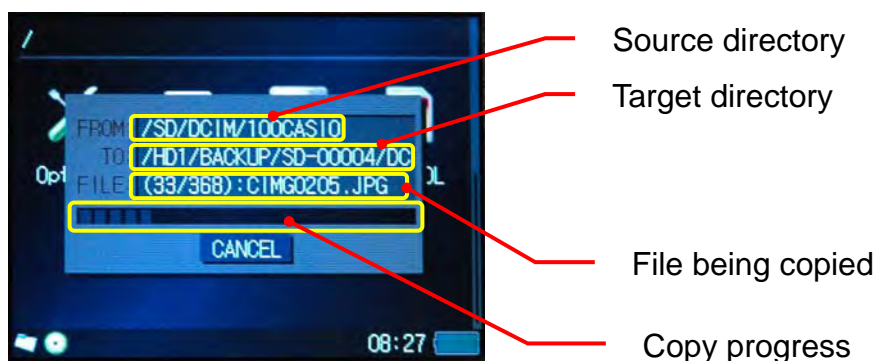 /
FROM /SD/DCIM/100CASIO
TO /HD1/BACKUP/SD-00004/DC
FILE (33/368):CIMG0205.JPG
Opt
OL
CANCEL
08:27
Source directory
Target directory
File being copied
Copy progress